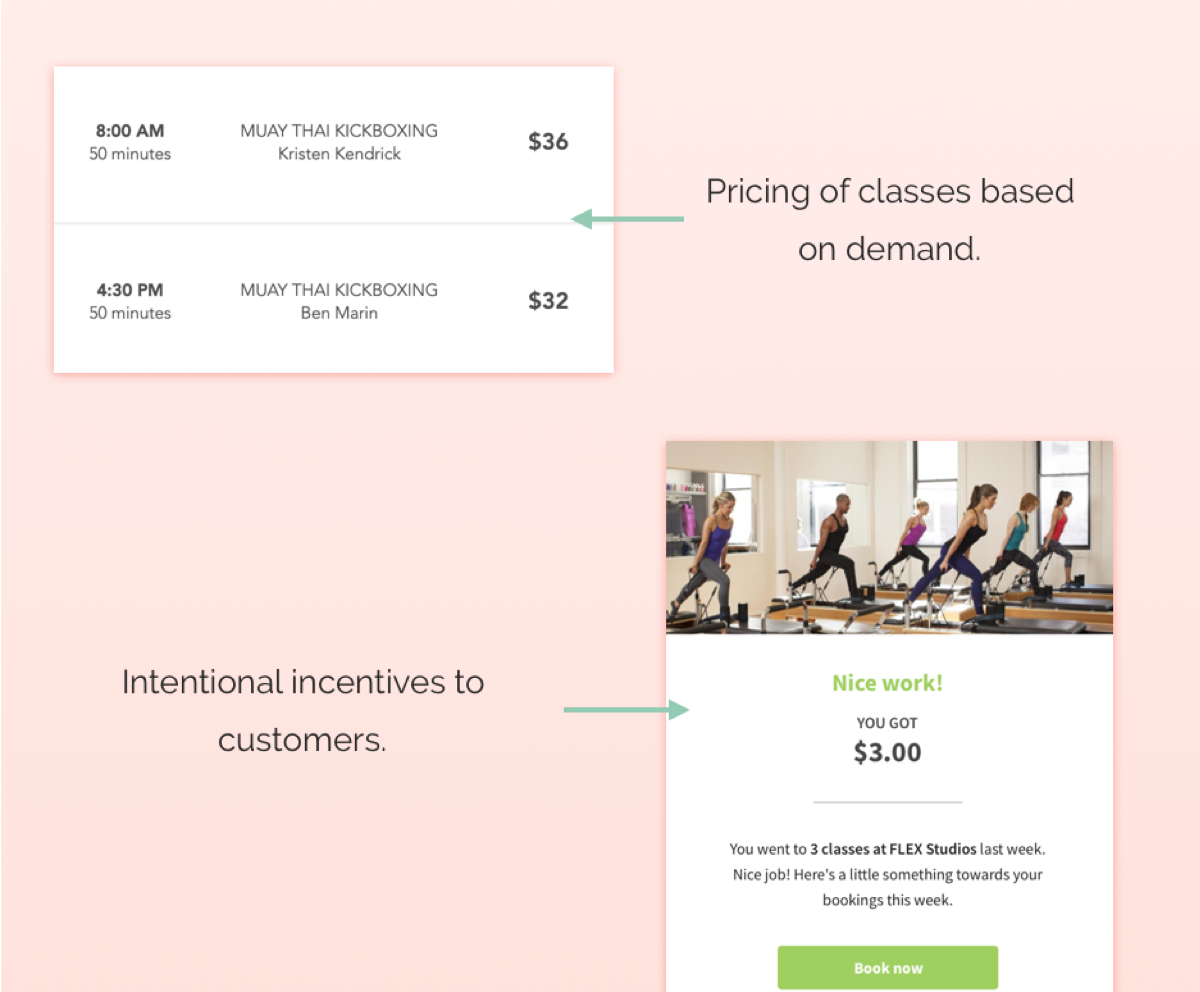 8:00 AM
50 minutes
MUAY THAI KICKBOXING
Kristen Kendrick
$36
4:30 PM
50 minutes
MUAY THAI KICKBOXING
Ben Marin
$32
Pricing of classes based
on demand.
Intentional incentives to
customers.
Nice work!
YOU GOT
$3.00
You went to 3 classes at FLEX Studios last week.
Nice job! Here's a little something towards your
bookings this week.
Book now